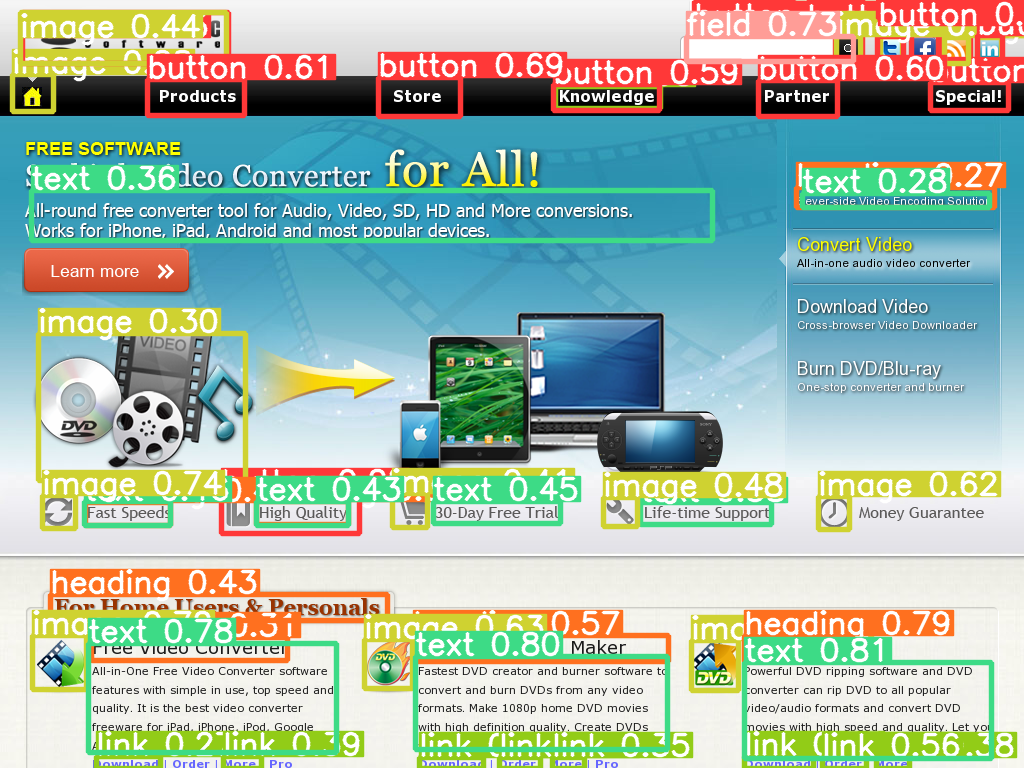 image 0.44
field 0.73
button 0.
Software
button 0.61
button 0.69
button 0.59
button 0.60
button
Products
Store
Knowledge
Partner
Special!
FREE SOFTWARE
Video Converter for All!
text 0.36
All-round free converter tool for Audio, Video, SD, HD and More conversions.
Works for iPhone, iPad, Android and most popular devices.
Learn more
0.27
text 0.28
ever-side Video Encoding Solution
Convert Video
All-in-one audio video converter
Download Video
Cross-browser Video Downloader
Burn DVD/Blu-ray
One-stop converter and burner
image 0.30
VIDEO
DVD
SONY
image 0.74
text 0.43
text 0.45
image 0.48
image 0.62
Fast Speeds
High Quality
30-Day Free Trial
Life-time Support
Money Guarantee
heading 0.43
For Home Users & Personals
text 0.78
0.31
Free Video Converter
All-in-One Free Video Converter software
features with simple in use, top speed and
quality. It is the best video converter
freeware for iPad, iPhone, iPod, Google
link 0.39
Download | Order | More | Pro
image 0.63
0.57
text 0.80
Maker
DVD
Fastest DVD creator and burner software to
convert and burn DVDs from any video
formats. Make 1080p home DVD movies
with high definition quality. Create DVDs
link 0.35
Download | Order | More | Pro
heading 0.79
text 0.81
DVD
Powerful DVD ripping software and DVD
converter can rip DVD to all popular
video/audio formats and convert DVD
movies with high speed and quality. Let you
link 0.56
Download Order More